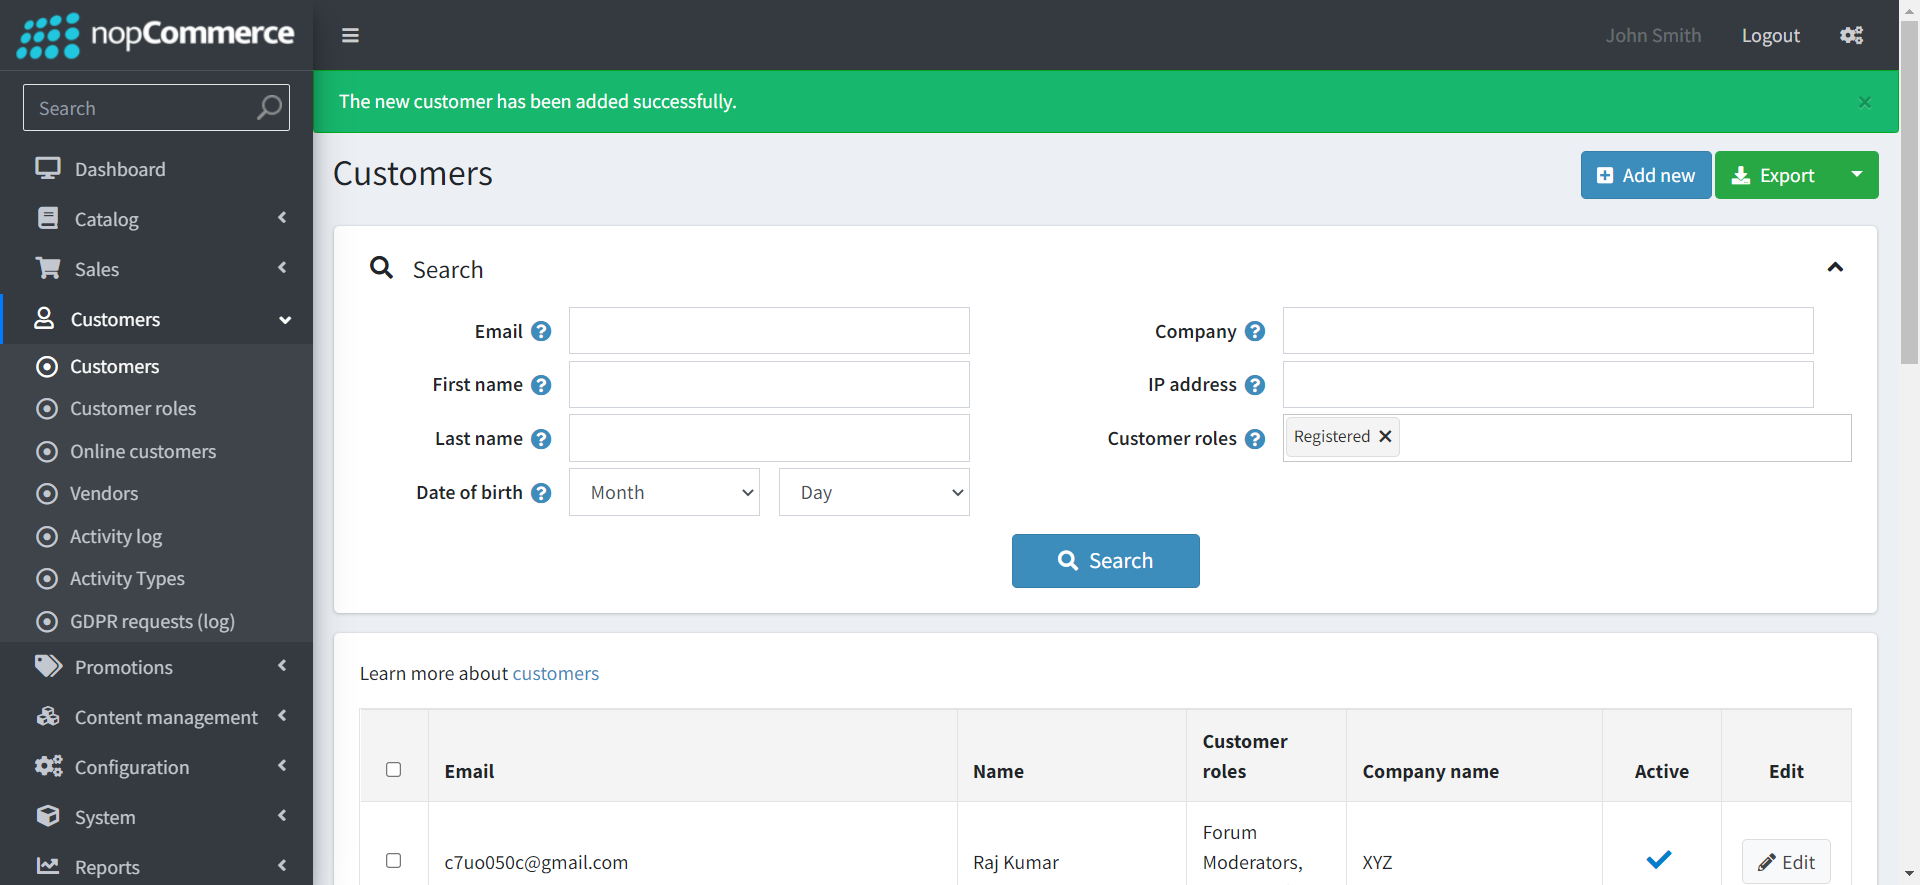 nopCommerce
John Smith
Logout
The new customer has been added successfully.
×
Search
Dashboard
Catalog
Sales
Customers
Customers
Customer roles
Online customers
Vendors
Activity log
Activity Types
GDPR requests (log)
Promotions
Content management
Configuration
System
Reports
Customers
Add new
Export
Search
Email ?
Company ?
First name ?
IP address ?
Last name ?
Customer roles ?
Registered ×
Date of birth ?
Month
Day
Search
Learn more about customers
Email
Name
Customer
roles
Company name
Active
Edit
c7uo050c@gmail.com
Raj Kumar
Forum
Moderators,
XYZ
Edit